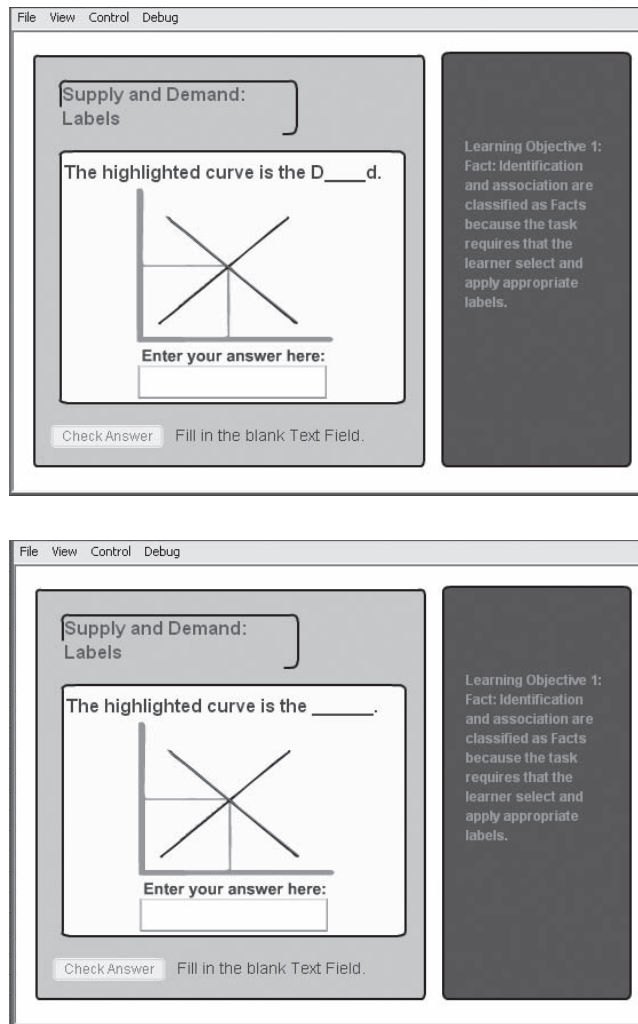 File View Control Debug
Supply and Demand:
Labels
The highlighted curve is the D____d.
Enter your answer here:
Check Answer Fill in the blank Text Field.
Learning Objective 1:
Fact: Identification
and association are
classified as Facts
because the task
requires that the
learner select and
apply appropriate
labels.
File View Control Debug
Supply and Demand:
Labels
The highlighted curve is the ______.
Enter your answer here:
Check Answer Fill in the blank Text Field.
Learning Objective 1:
Fact: Identification
and association are
classified as Facts
because the task
requires that the
learner select and
apply appropriate
labels.